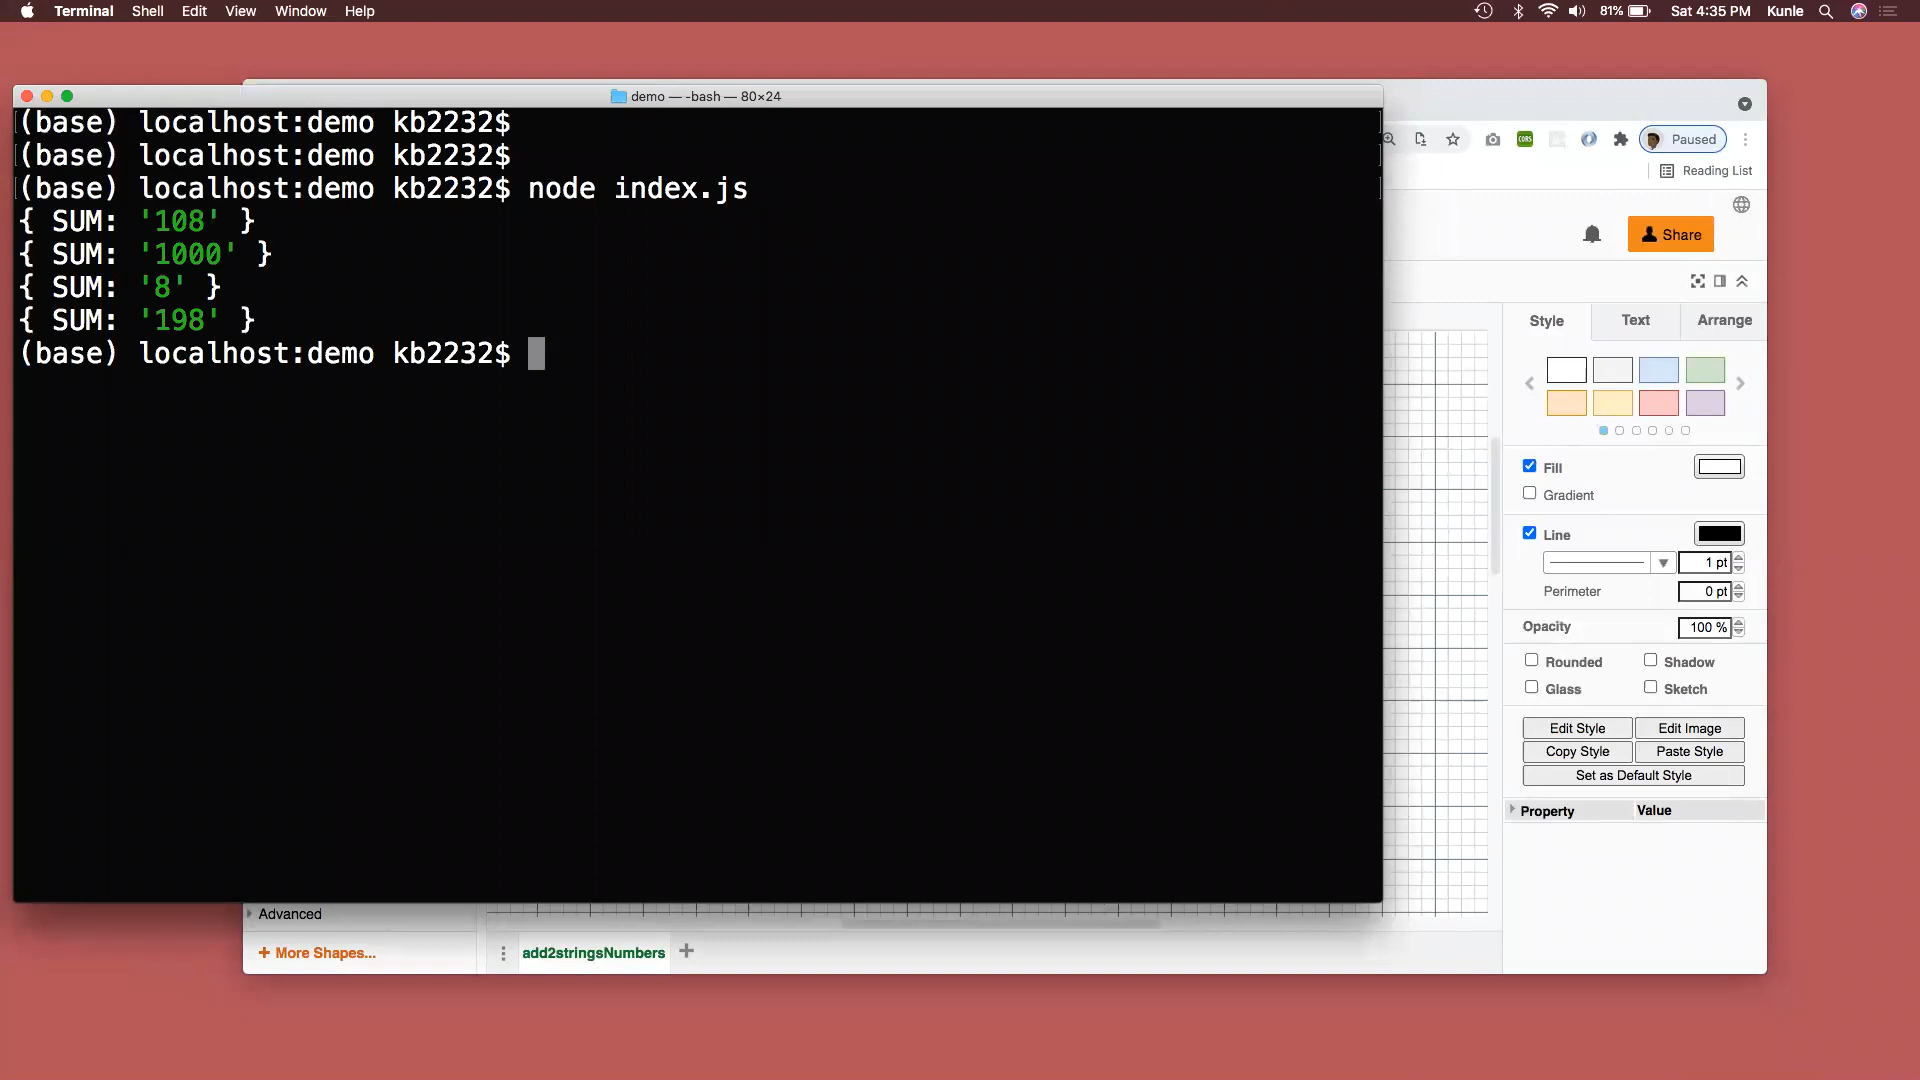 Terminal Shell Edit View Window Help 81% Sat 4:35 PM Kunle
demo — -bash — 80×24
(base) localhost:demo kb2232$
(base) localhost:demo kb2232$
(base) localhost:demo kb2232$ node index.js
{ SUM: '108' }
{ SUM: '1000' }
{ SUM: '8' }
{ SUM: '198' }
(base) localhost:demo kb2232$
CORS
Paused
Reading List
Share
Style Text Arrange
Fill
Gradient
Line
1 pt
Perimeter 0 pt
Opacity 100 %
Rounded Shadow
Glass Sketch
Edit Style Edit Image
Copy Style Paste Style
Set as Default Style
Property Value
Advanced
+ More Shapes...
add2stringsNumbers +